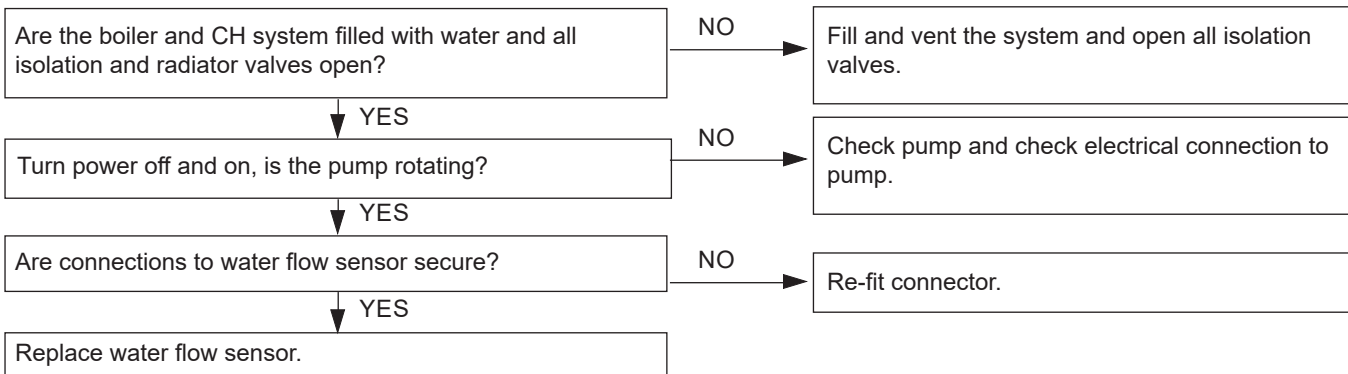 Are the boiler and CH system filled with water and all
isolation and radiator valves open?
NO
Fill and vent the system and open all isolation
valves.
YES
Turn power off and on, is the pump rotating?
NO
Check pump and check electrical connection to
pump.
YES
Are connections to water flow sensor secure?
NO
Re-fit connector.
YES
Replace water flow sensor.